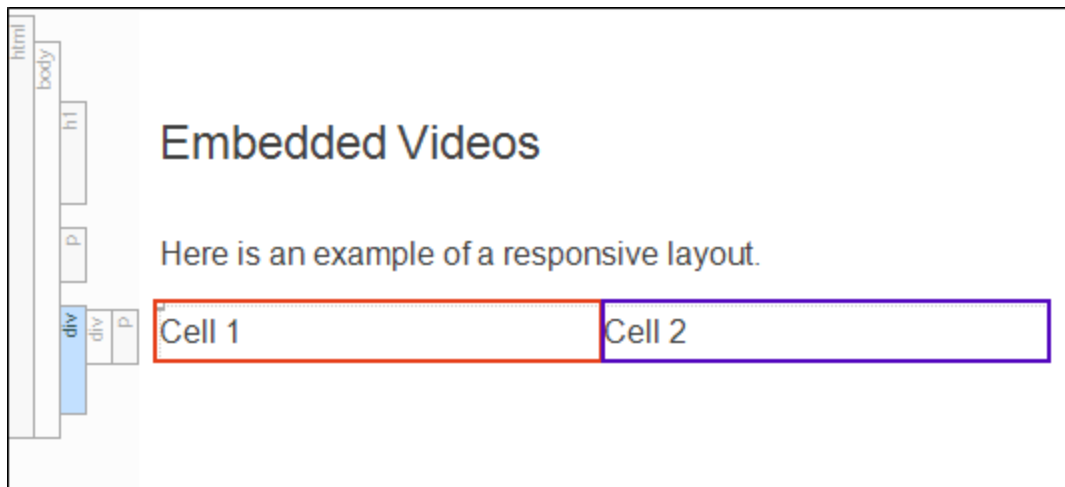 html
body
h1
Embedded Videos
p
Here is an example of a responsive layout.
div
div
p
Cell 1
Cell 2